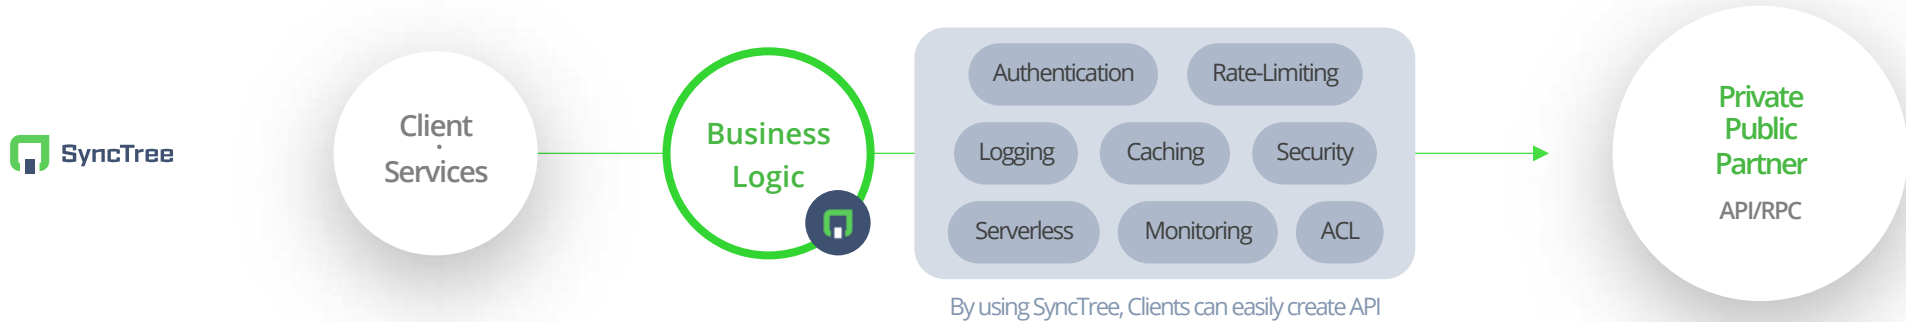 SyncTree
Client
·
Services
Business
Logic
Authentication
Rate-Limiting
Logging
Caching
Security
Serverless
Monitoring
ACL
By using SyncTree, Clients can easily create API
Private
Public
Partner
API/RPC